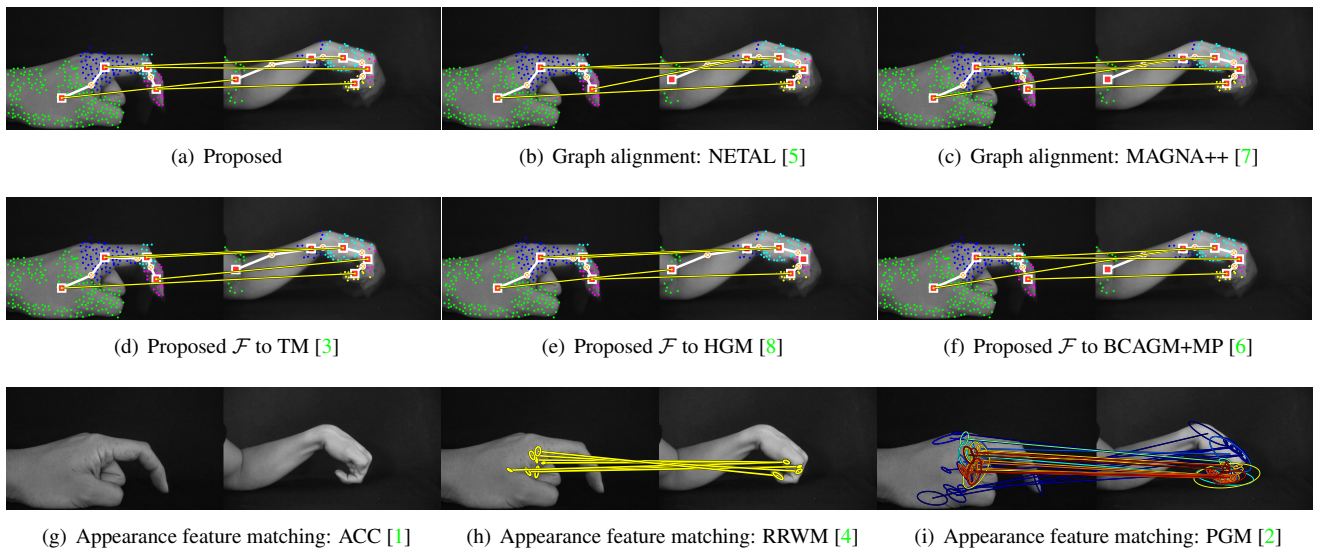 (a) Proposed
(b) Graph alignment: NETAL [5]
(c) Graph alignment: MAGNA++ [7]
(d) Proposed ℱ to TM [3]
(e) Proposed ℱ to HGM [8]
(f) Proposed ℱ to BCAGM+MP [6]
(g) Appearance feature matching: ACC [1]
(h) Appearance feature matching: RRWM [4]
(i) Appearance feature matching: PGM [2]